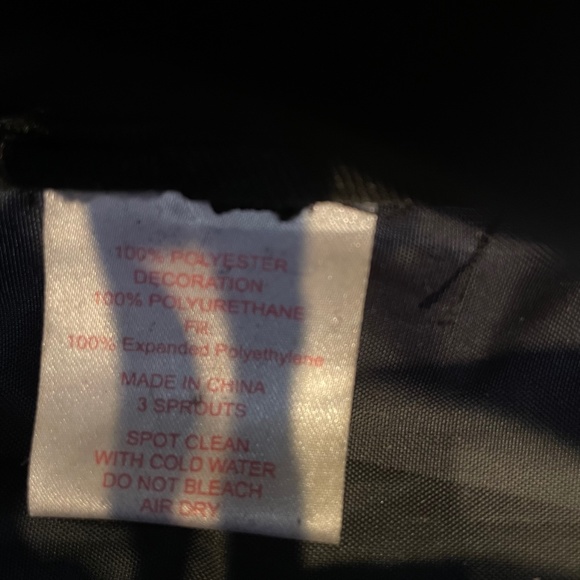 100% POLYESTER
DECORATION
100% POLYURETHANE
Fill
100% Expanded Polyethylene
MADE IN CHINA
3 SPROUTS
SPOT CLEAN
WITH COLD WATER
DO NOT BLEACH
AIR DRY